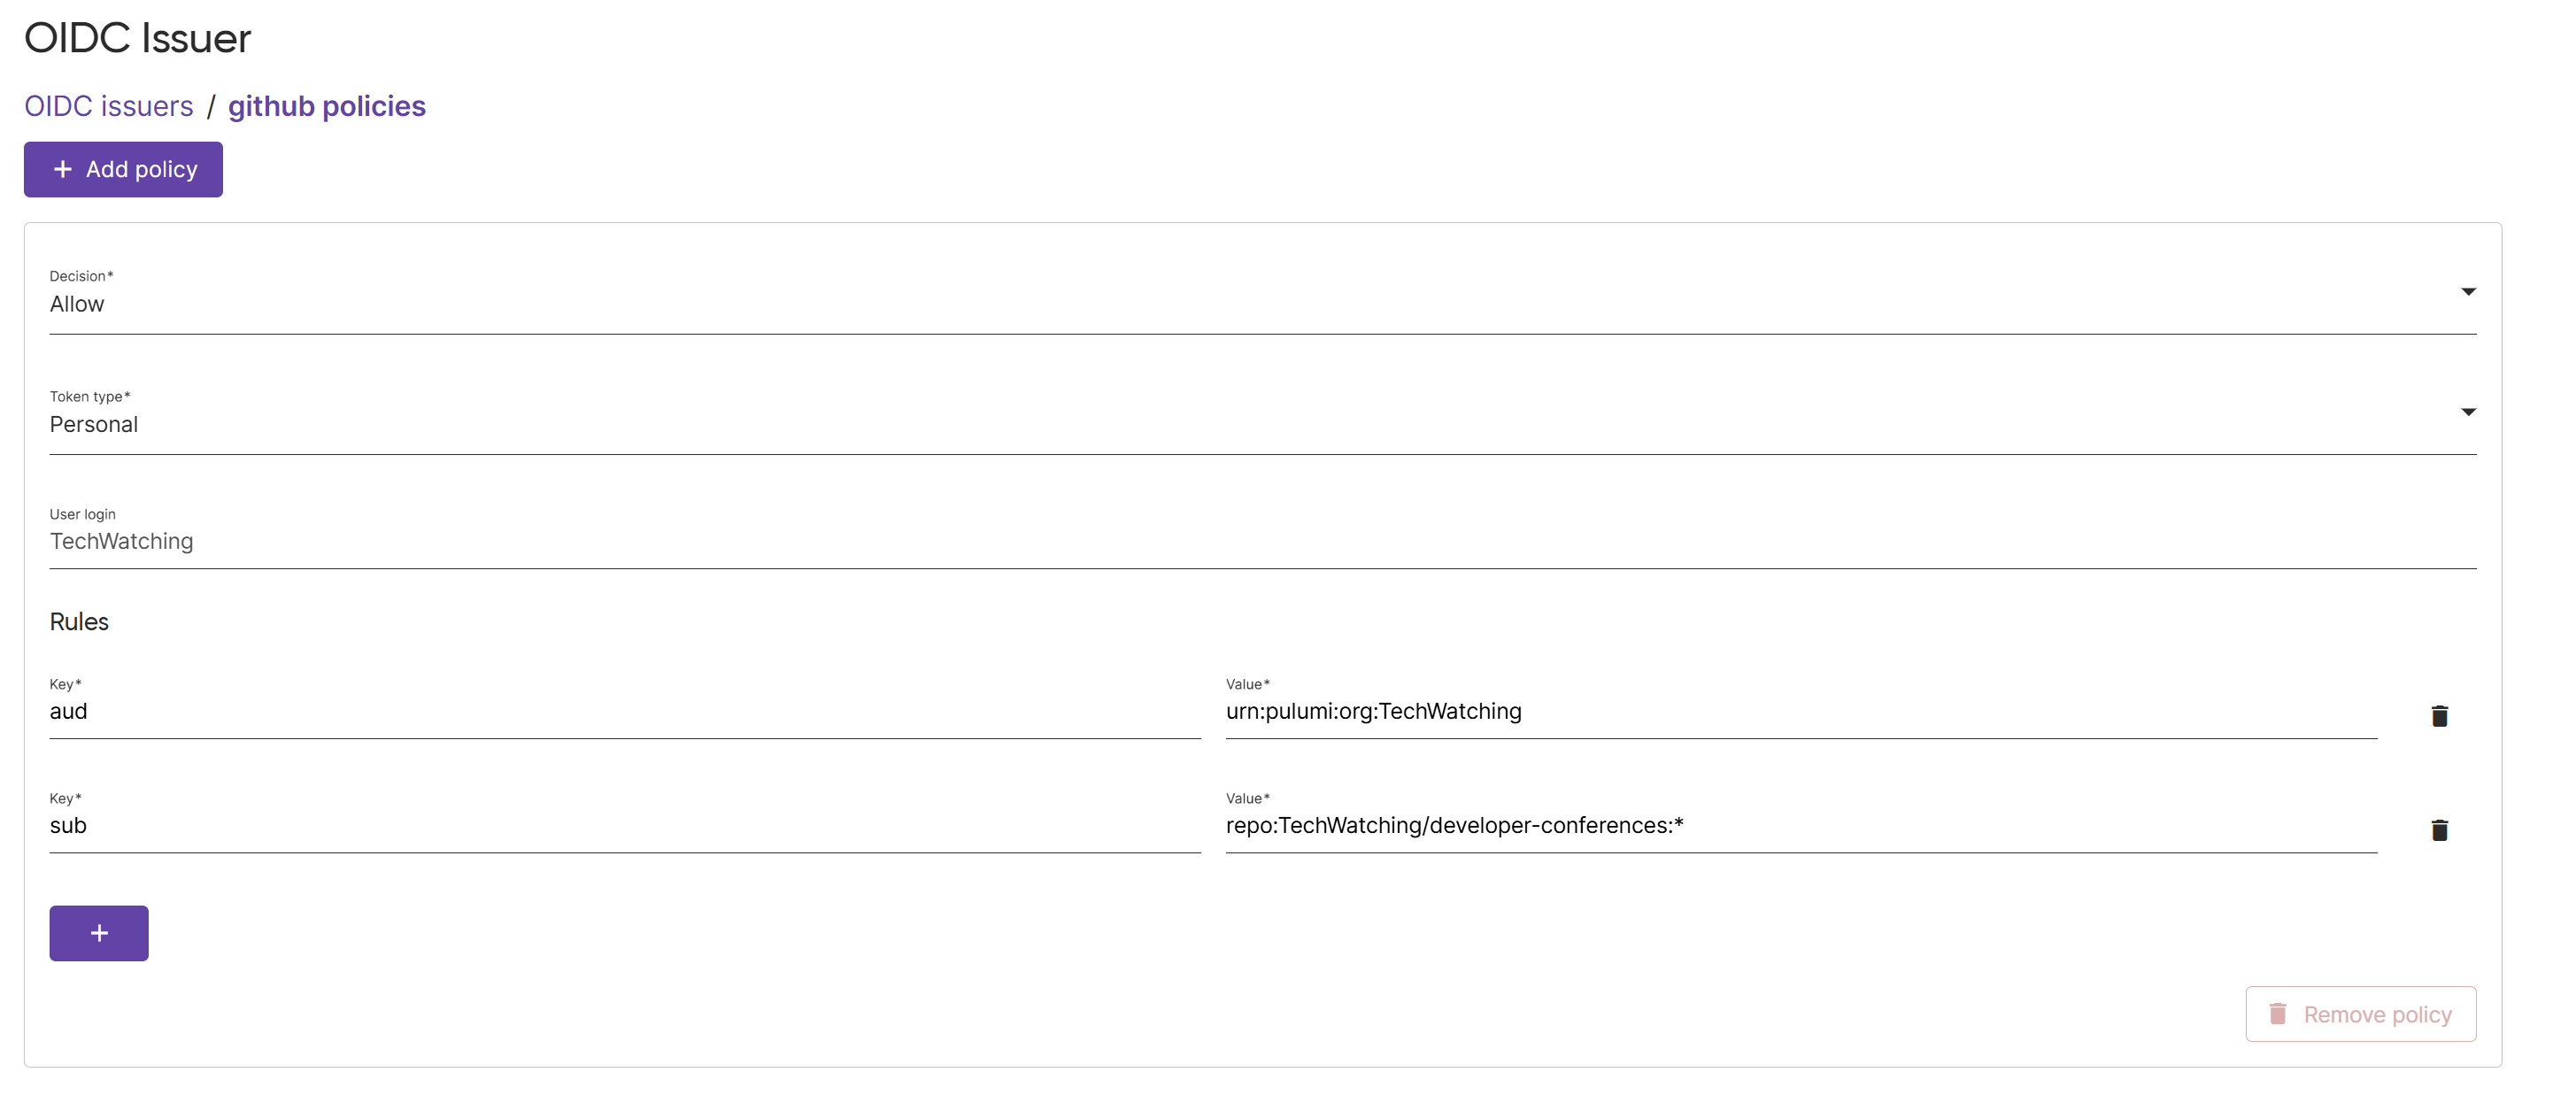 OIDC Issuer
OIDC issuers / github policies
+ Add policy
Decision*
Allow
Token type*
Personal
User login
TechWatching
Rules
Key*
aud
Value*
urn:pulumi:org:TechWatching
Key*
sub
Value*
repo:TechWatching/developer-conferences:*
+
Remove policy